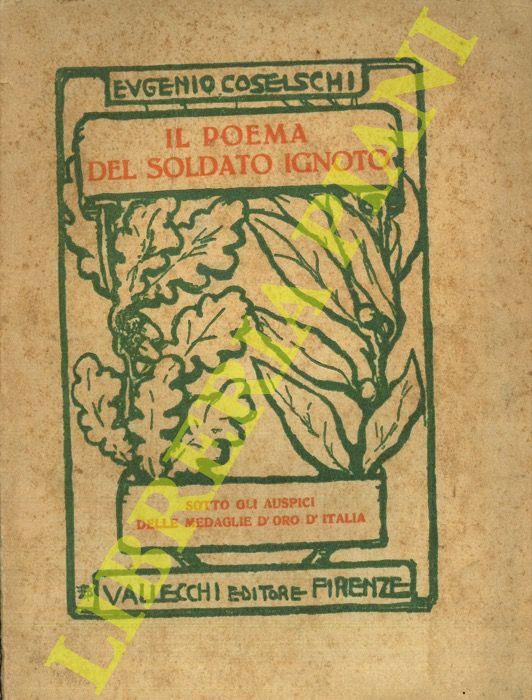 EVGENIO COSELSCHI
IL POEMA
DEL SOLDATO IGNOTO
SOTTO GLI AUSPICI
DELLE MEDAGLIE D'ORO D'ITALIA
VALLECCHI EDITORE FIRENZE
LIBRERIA PIANI